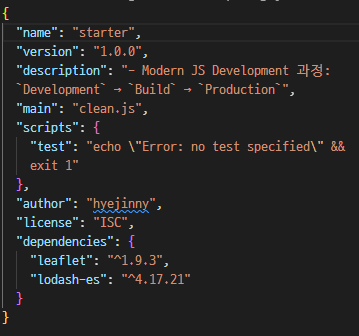 {
"name": "starter",
"version": "1.0.0",
"description": "- Modern JS Development 과정:
`Development` → `Build` → `Production`",
"main": "clean.js",
"scripts": {
"test": "echo \"Error: no test specified\" &&
exit 1"
},
"author": "hyejinny",
"license": "ISC",
"dependencies": {
"leaflet": "^1.9.3",
"lodash-es": "^4.17.21"
}
}